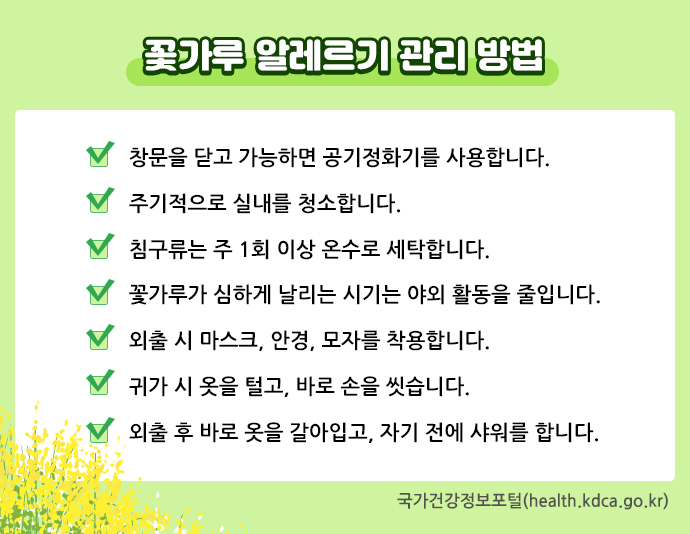 꽃가루 알레르기 관리 방법
창문을 닫고 가능하면 공기정화기를 사용합니다.
주기적으로 실내를 청소합니다.
침구류는 주 1회 이상 온수로 세탁합니다.
꽃가루가 심하게 날리는 시기는 야외 활동을 줄입니다.
외출 시 마스크, 안경, 모자를 착용합니다.
귀가 시 옷을 털고, 바로 손을 씻습니다.
외출 후 바로 옷을 갈아입고, 자기 전에 샤워를 합니다.
국가건강정보포털(health.kdca.go.kr)